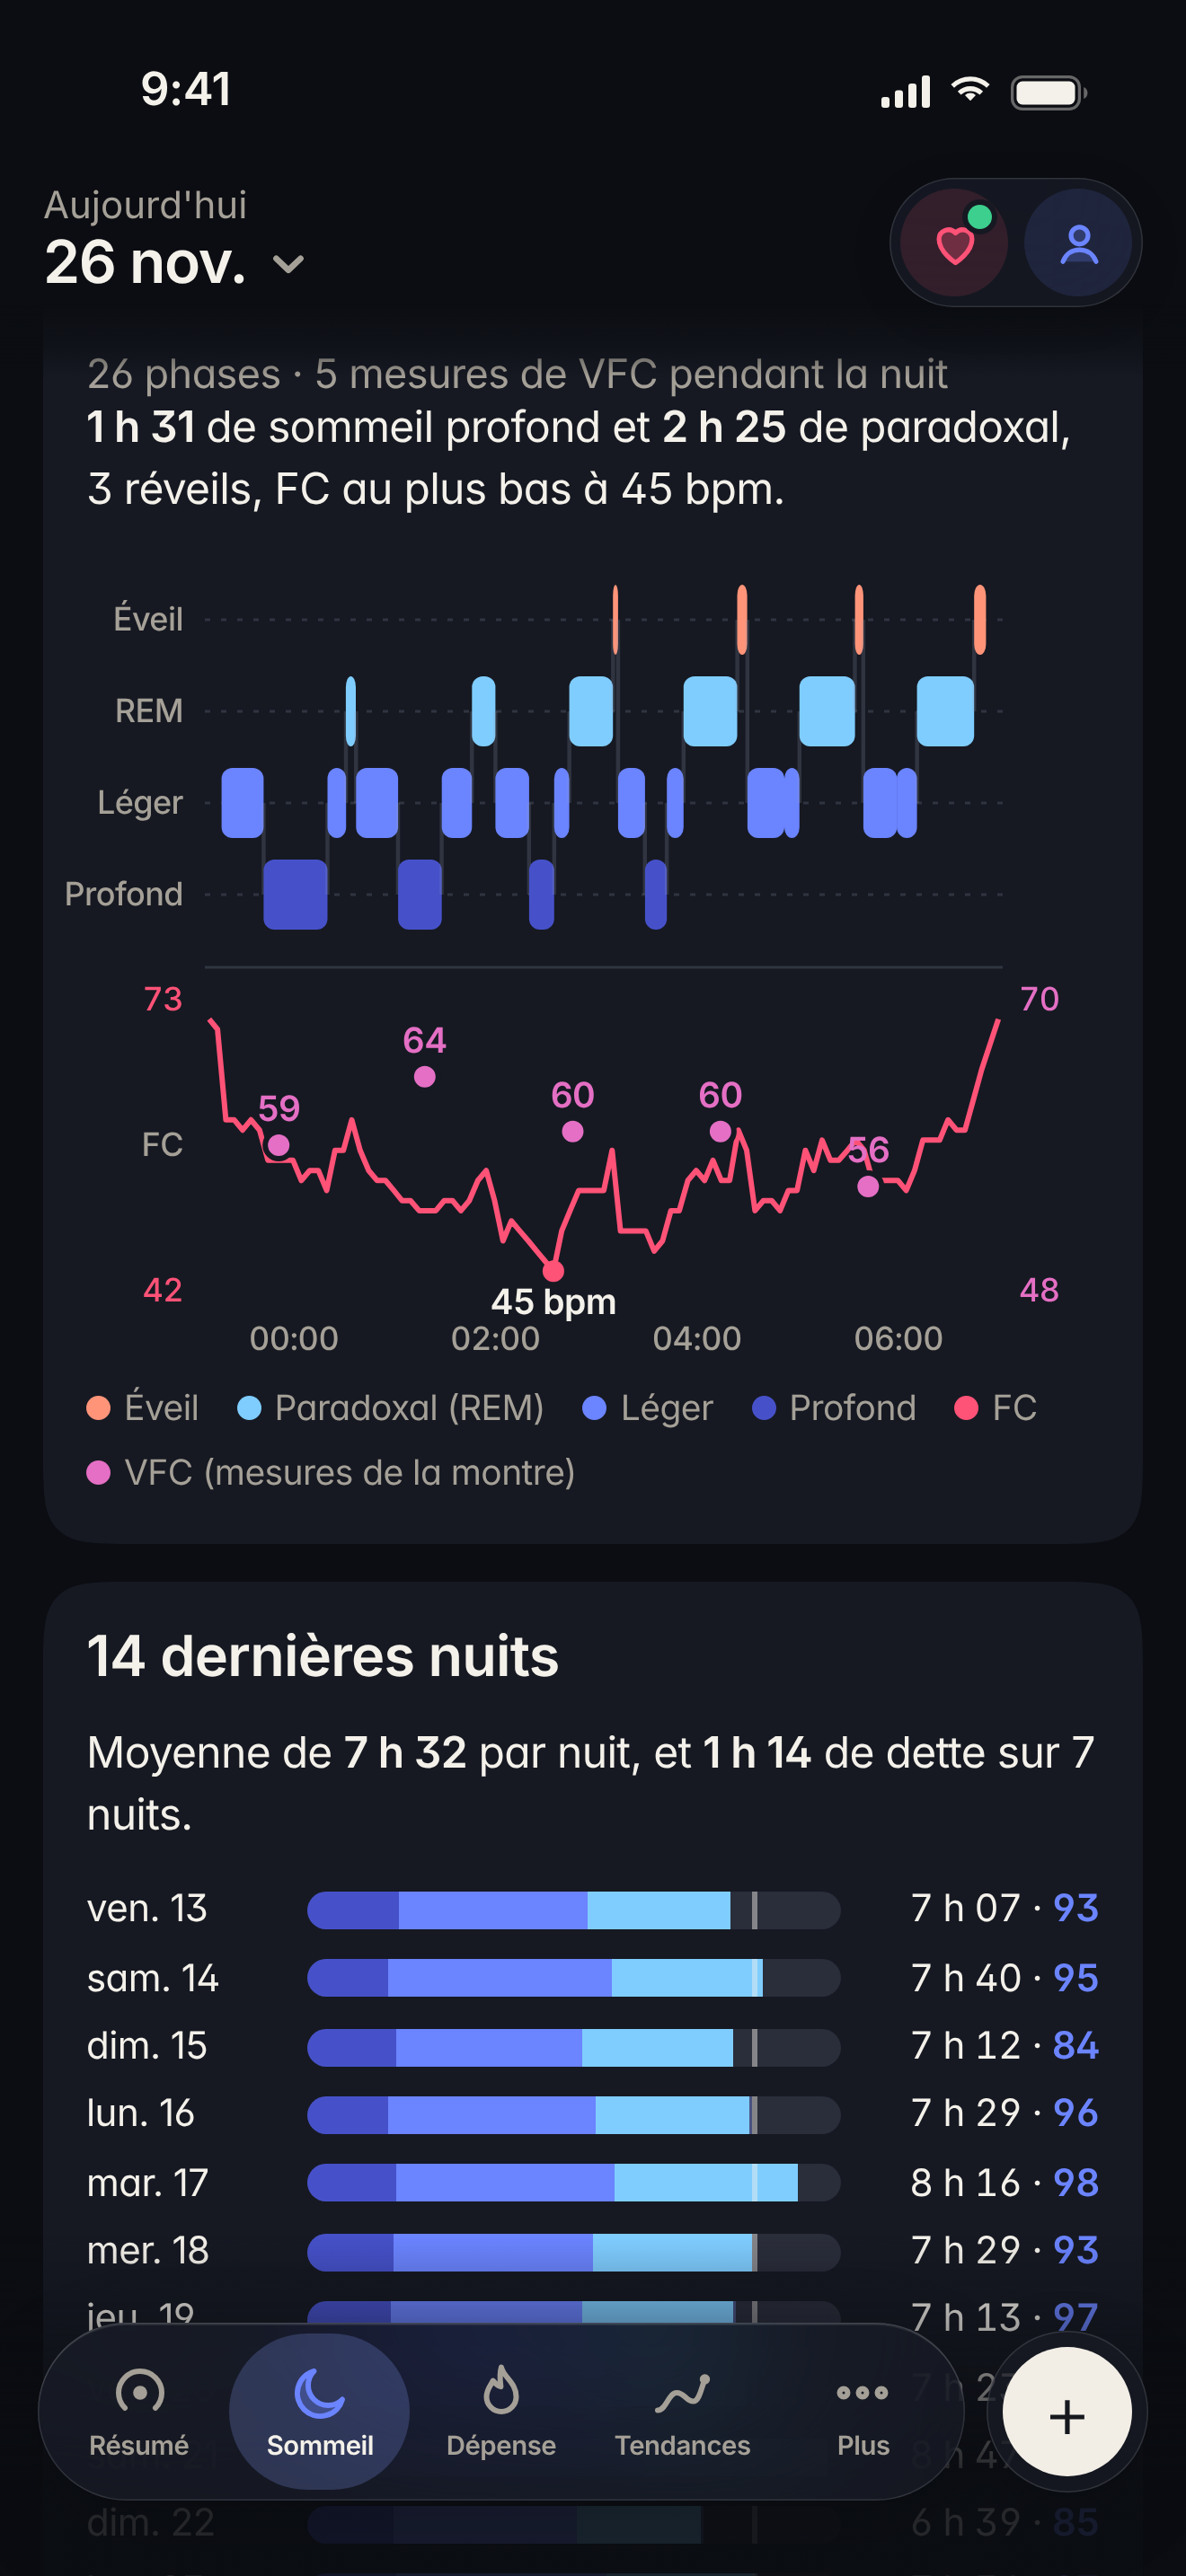 9:41
Aujourd'hui
26 nov.
26 phases · 5 mesures de VFC pendant la nuit
1 h 31 de sommeil profond et 2 h 25 de paradoxal,
3 réveils, FC au plus bas à 45 bpm.
Éveil
REM
Léger
Profond
73
70
64
60
60
59
56
FC
42
48
45 bpm
00:00
02:00
04:00
06:00
Éveil
Paradoxal (REM)
Léger
Profond
FC
VFC (mesures de la montre)
14 dernières nuits
Moyenne de 7 h 32 par nuit, et 1 h 14 de dette sur 7
nuits.
ven. 13 7 h 07 · 93
sam. 14 7 h 40 · 95
dim. 15 7 h 12 · 84
lun. 16 7 h 29 · 96
mar. 17 8 h 16 · 98
mer. 18 7 h 29 · 93
jeu. 19 7 h 13 · 97
Résumé
Sommeil
Dépense
Tendances
Plus
dim. 22 6 h 39 · 85